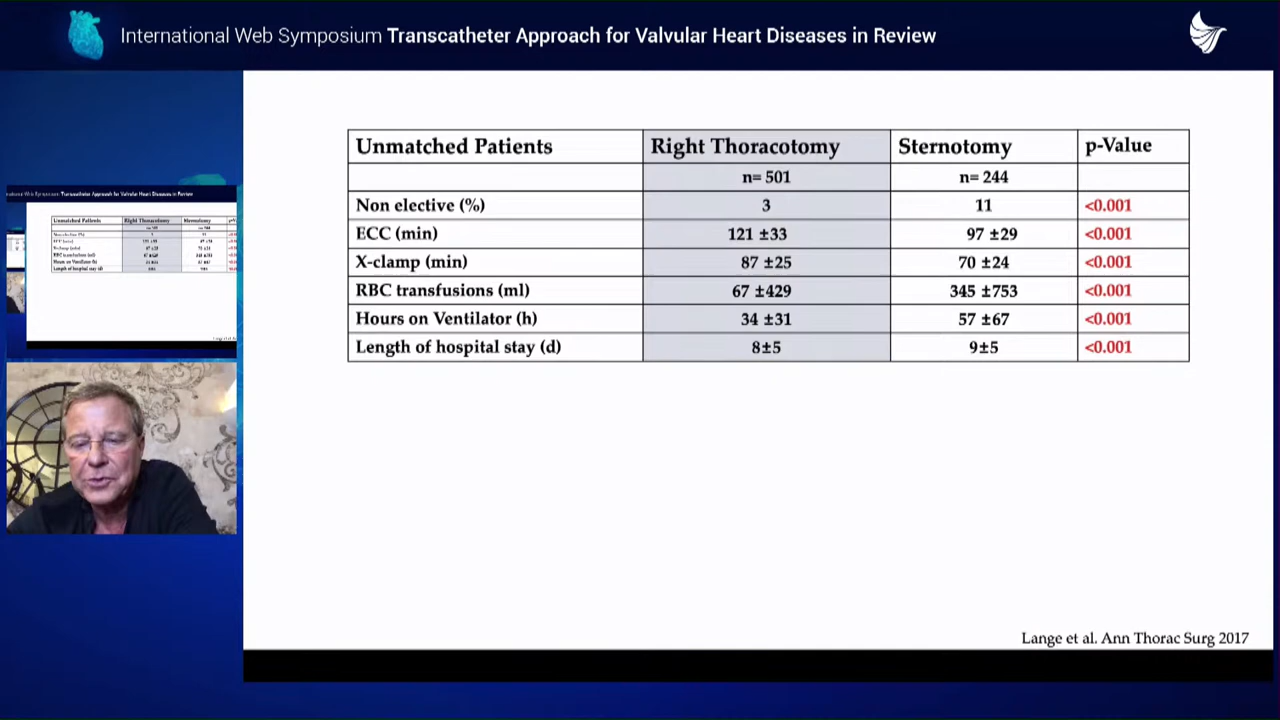 International Web Symposium Transcatheter Approach for Valvular Heart Diseases in Review
Unmatched Patients Right Thoracotomy Sternotomy p-Value
n= 501 n= 244
Non elective (%) 3 11 <0.001
ECC (min) 121 ±33 97 ±29 <0.001
X-clamp (min) 87 ±25 70 ±24 <0.001
RBC transfusions (ml) 67 ±429 345 ±753 <0.001
Hours on Ventilator (h) 34 ±31 57 ±67 <0.001
Length of hospital stay (d) 8±5 9±5 <0.001
Lange et al. Ann Thorac Surg 2017